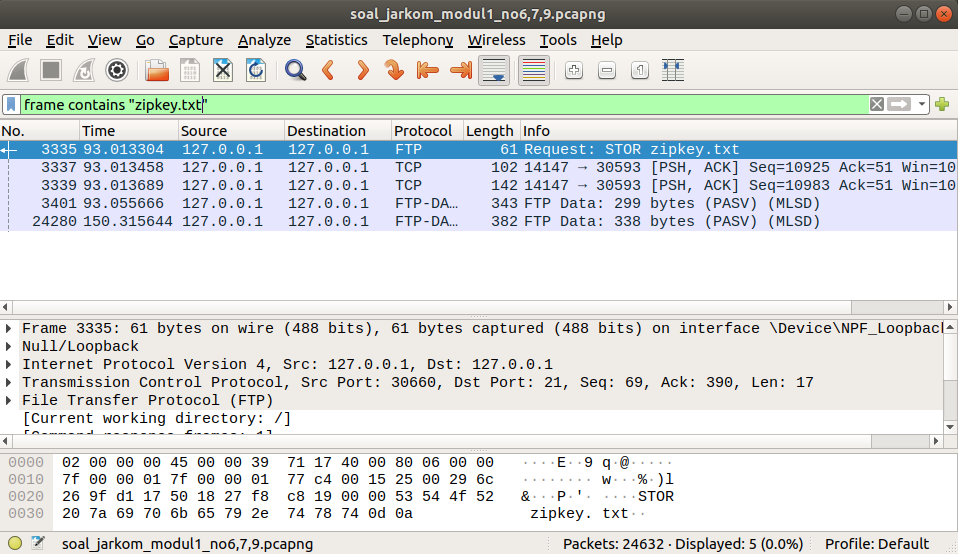 soal_jarkom_modul1_no6,7,9.pcapng
File Edit View Go Capture Analyze Statistics Telephony Wireless Tools Help
frame contains "zipkey.txt"
No. Time Source Destination Protocol Length Info
3335 93.013304 127.0.0.1 127.0.0.1 FTP 61 Request: STOR zipkey.txt
3337 93.013458 127.0.0.1 127.0.0.1 TCP 102 14147 → 30593 [PSH, ACK] Seq=10925 Ack=51 Win=10
3339 93.013689 127.0.0.1 127.0.0.1 TCP 142 14147 → 30593 [PSH, ACK] Seq=10983 Ack=51 Win=10
3401 93.055666 127.0.0.1 127.0.0.1 FTP-DA… 343 FTP Data: 299 bytes (PASV) (MLSD)
24280 150.315644 127.0.0.1 127.0.0.1 FTP-DA… 382 FTP Data: 338 bytes (PASV) (MLSD)
Frame 3335: 61 bytes on wire (488 bits), 61 bytes captured (488 bits) on interface \Device\NPF_Loopback
Null/Loopback
Internet Protocol Version 4, Src: 127.0.0.1, Dst: 127.0.0.1
Transmission Control Protocol, Src Port: 30660, Dst Port: 21, Seq: 69, Ack: 390, Len: 17
File Transfer Protocol (FTP)
[Current working directory: /]
[Command response frames: 1]
0000 02 00 00 00 45 00 00 39 71 17 40 00 80 06 00 00 ····E··9 q·@·····
0010 7f 00 00 01 7f 00 00 01 77 c4 00 15 25 00 29 6c ········ w···%·)l
0020 26 9f d1 17 50 18 27 f8 c8 19 00 00 53 54 4f 52 &···P·'· ····STOR
0030 20 7a 69 70 6b 65 79 2e 74 78 74 0d 0a zipkey. txt··
soal_jarkom_modul1_no6,7,9.pcapng Packets: 24632 · Displayed: 5 (0.0%) Profile: Default